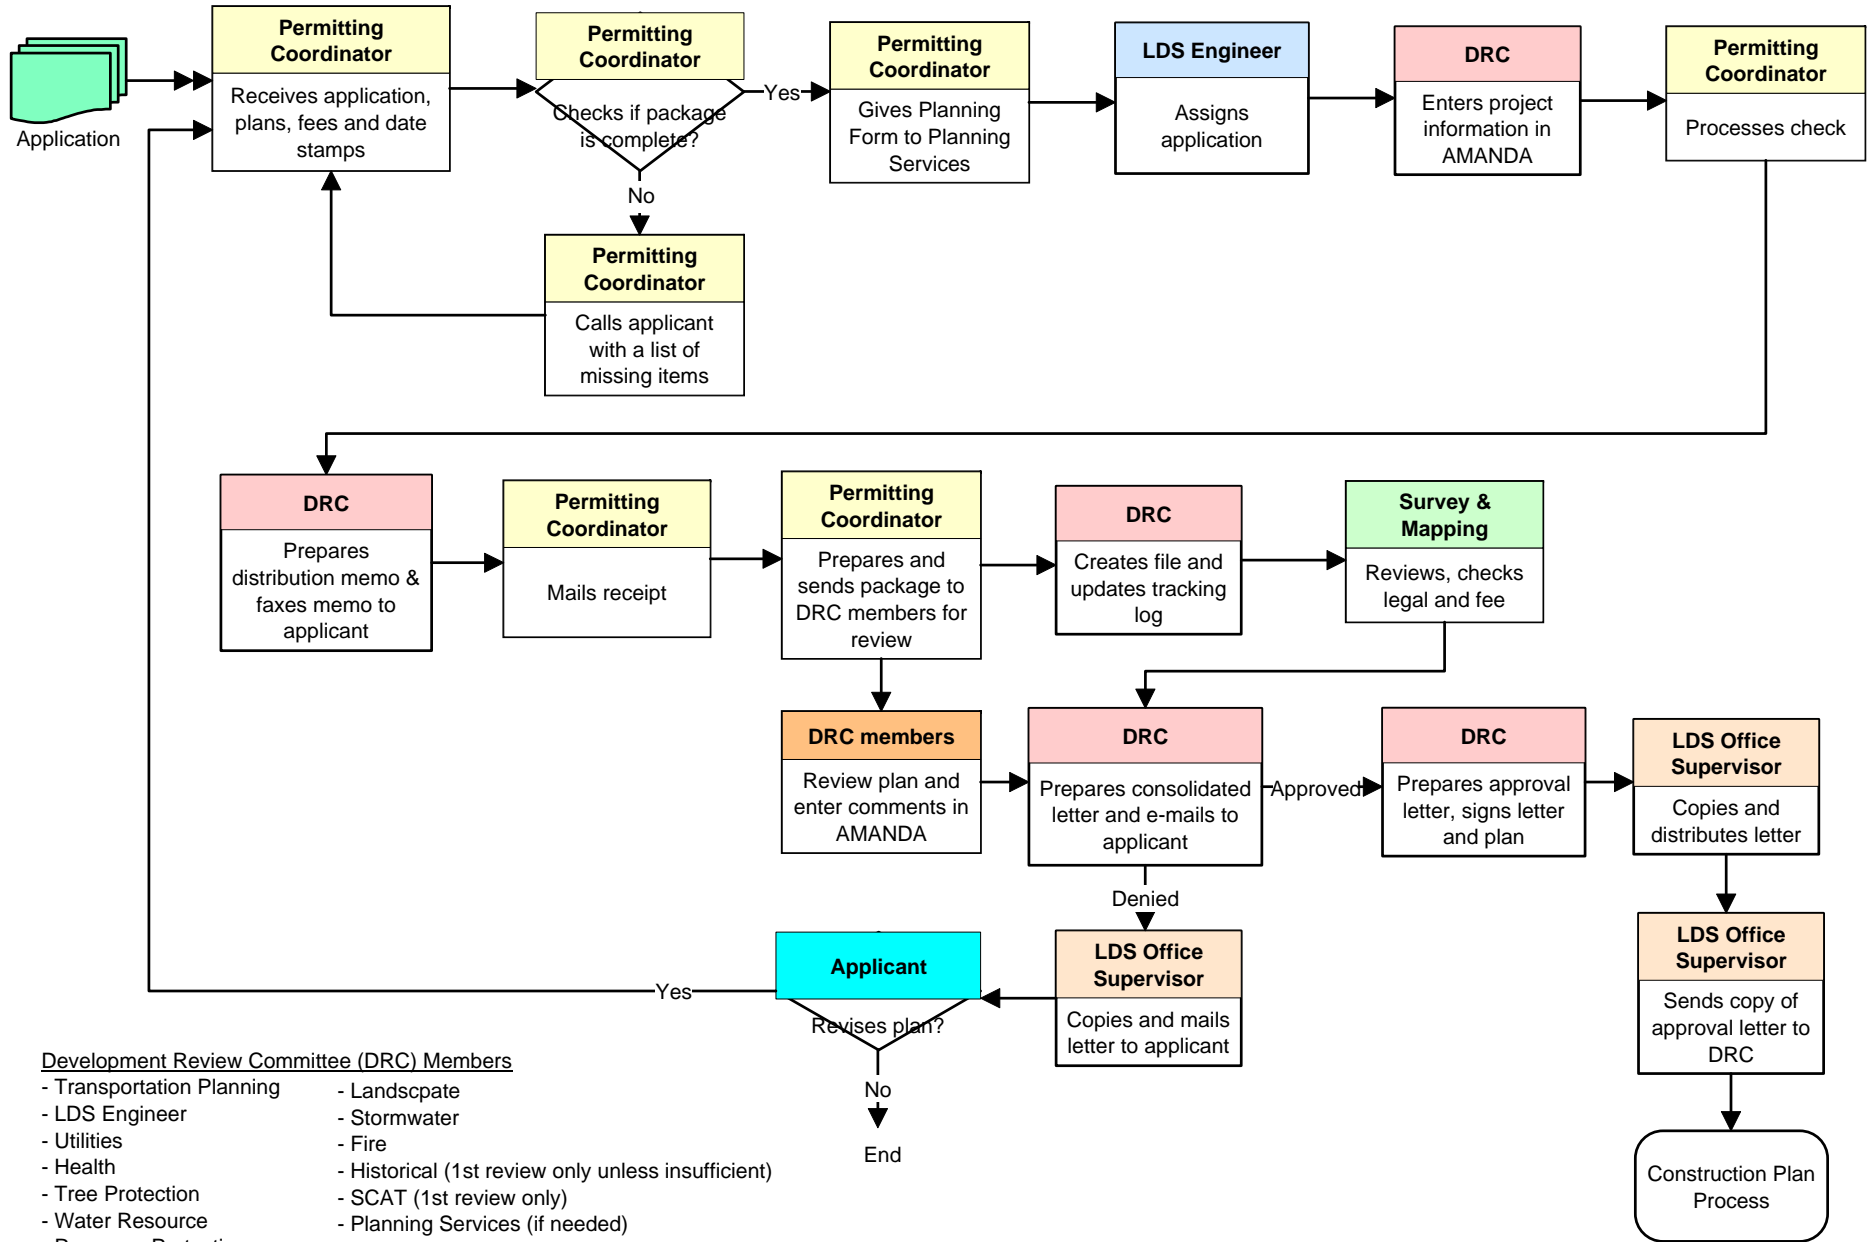 Application
Permitting
Coordinator
Receives application,
plans, fees and date
stamps
Permitting
Coordinator
Checks if package
is complete?
Yes
No
Permitting
Coordinator
Calls applicant
with a list of
missing items
Permitting
Coordinator
Gives Planning
Form to Planning
Services
LDS Engineer
Assigns
application
DRC
Enters project
information in
AMANDA
Permitting
Coordinator
Processes check
DRC
Prepares
distribution memo &
faxes memo to
applicant
Permitting
Coordinator
Mails receipt
Permitting
Coordinator
Prepares and
sends package to
DRC members for
review
DRC
Creates file and
updates tracking
log
Survey &
Mapping
Reviews, checks
legal and fee
DRC members
Review plan and
enter comments in
AMANDA
DRC
Prepares consolidated
letter and e-mails to
applicant
Approved
DRC
Prepares approval
letter, signs letter
and plan
LDS Office
Supervisor
Copies and
distributes letter
Denied
LDS Office
Supervisor
Copies and mails
letter to applicant
Applicant
Revises plan?
Yes
No
End
LDS Office
Supervisor
Sends copy of
approval letter to
DRC
Construction Plan
Process
Development Review Committee (DRC) Members
- Transportation Planning
- LDS Engineer
- Utilities
- Health
- Tree Protection
- Water Resource
- Landscpate
- Stormwater
- Fire
- Historical (1st review only unless insufficient)
- SCAT (1st review only)
- Planning Services (if needed)